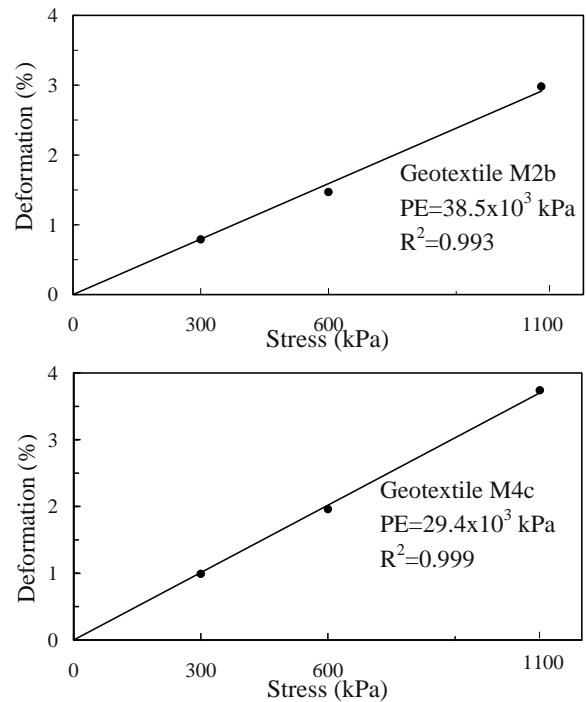 4
3
2
1
0
Deformation (%)
Geotextile M2b
PE=38.5x10³ kPa
R²=0.993
0 300 600 1100
Stress (kPa)
4
3
2
1
0
Deformation (%)
Geotextile M4c
PE=29.4x10³ kPa
R²=0.999
0 300 600 1100
Stress (kPa)